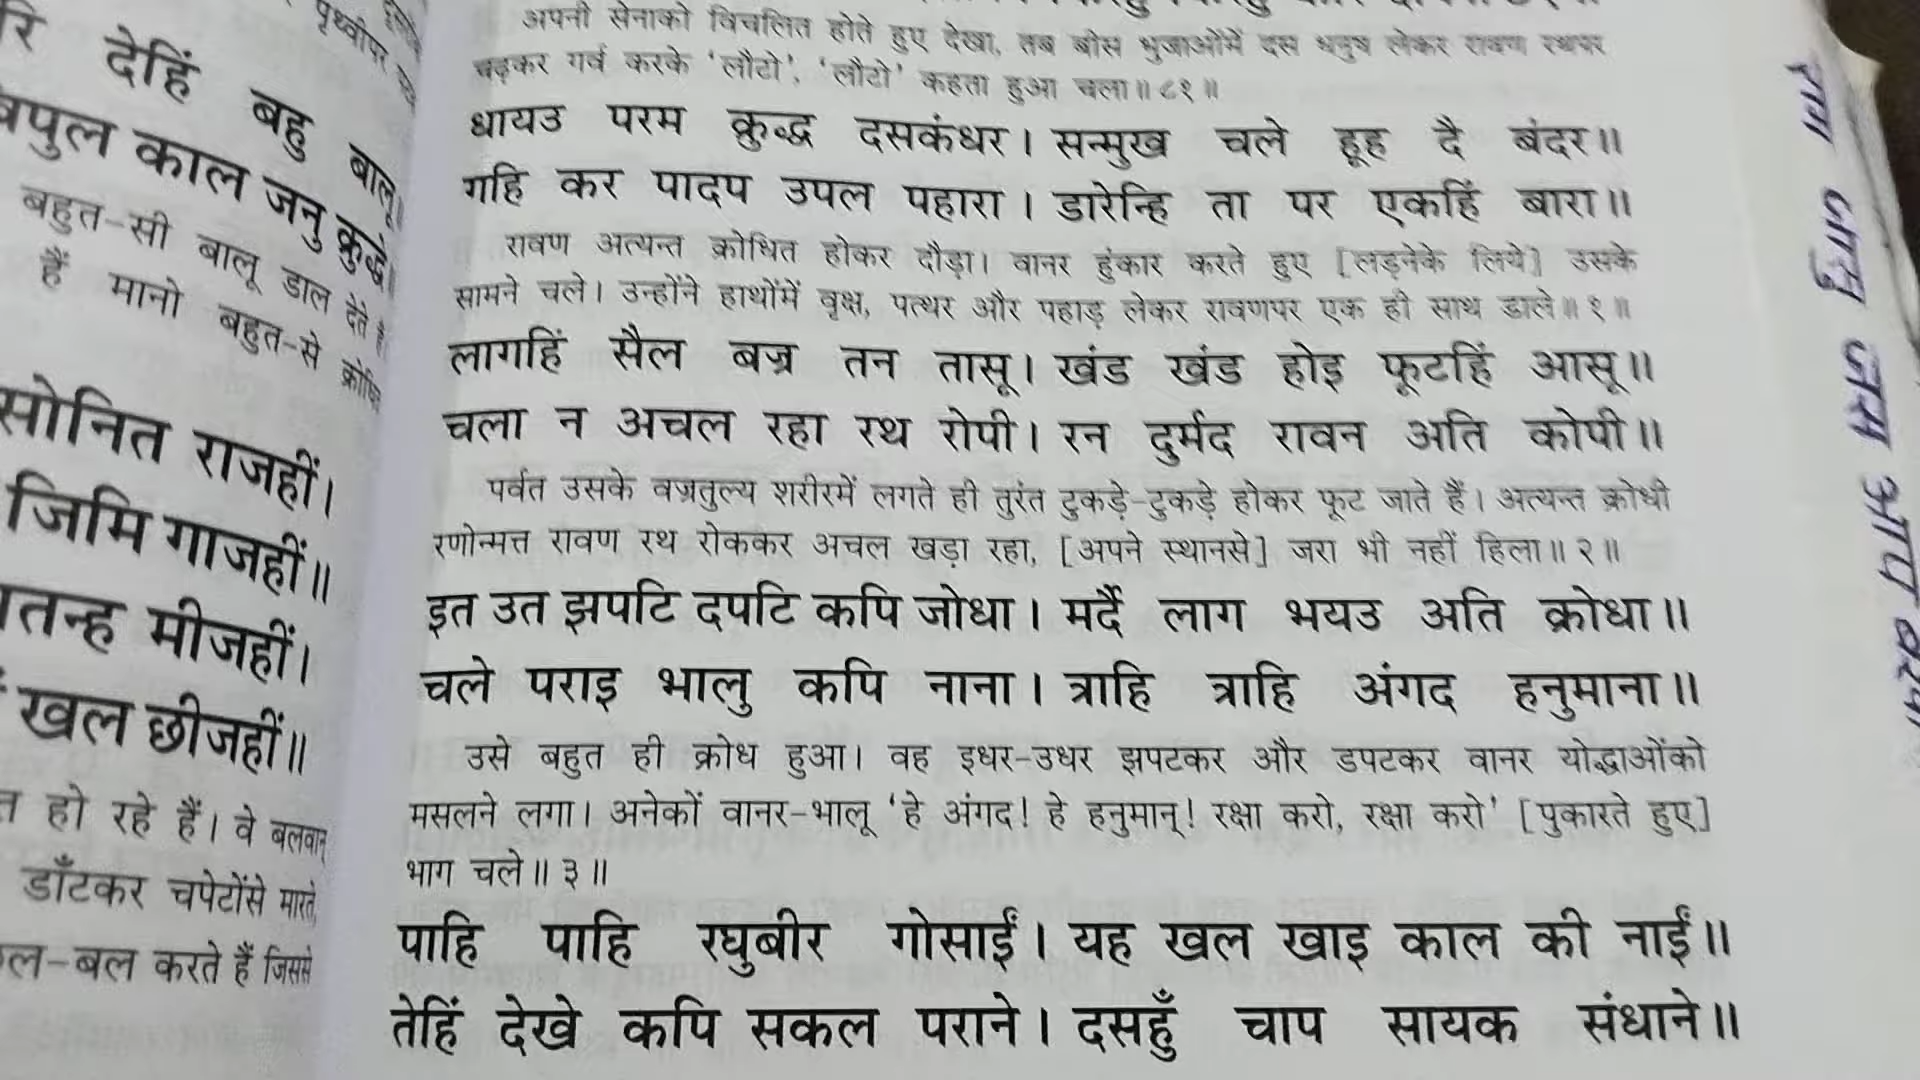 रि देहिं बहु बालू।
बिपुल काल जनु क्रुद्धे।
बहुत-सी बालू डाल देते हैं।
हैं मानो बहुत-से क्रोधित
सोनित राजहीं।
जिमि गाजहीं॥
तन्ह मीजहीं।
खल छीजहीं॥
त हो रहे हैं। वे बलवान्
डाँटकर चपेटोंसे मारते,
ल-बल करते हैं जिससे
पृथ्वीपर
अपनी सेनाको विचलित होते हुए देखा, तब बीस भुजाओंमें दस धनुष लेकर रावण रथपर
चढ़कर गर्व करके ‘लौटो’, ‘लौटो’ कहता हुआ चला॥८१॥
धायउ परम क्रुद्ध दसकंधर। सन्मुख चले हूह दै बंदर॥
गहि कर पादप उपल पहारा। डारेन्हि ता पर एकहिं बारा॥
रावण अत्यन्त क्रोधित होकर दौड़ा। वानर हुंकार करते हुए [लड़नेके लिये] उसके
सामने चले। उन्होंने हाथोंमें वृक्ष, पत्थर और पहाड़ लेकर रावणपर एक ही साथ डाले॥१॥
लागहिं सैल बज्र तन तासू। खंड खंड होइ फूटहिं आसू॥
चला न अचल रहा रथ रोपी। रन दुर्मद रावन अति कोपी॥
पर्वत उसके वज्रतुल्य शरीरमें लगते ही तुरंत टुकड़े-टुकड़े होकर फूट जाते हैं। अत्यन्त क्रोधी
रणोन्मत्त रावण रथ रोककर अचल खड़ा रहा, [अपने स्थानसे] जरा भी नहीं हिला॥२॥
इत उत झपटि दपटि कपि जोधा। मर्दै लाग भयउ अति क्रोधा॥
चले पराइ भालु कपि नाना। त्राहि त्राहि अंगद हनुमाना॥
उसे बहुत ही क्रोध हुआ। वह इधर-उधर झपटकर और डपटकर वानर योद्धाओंको
मसलने लगा। अनेकों वानर-भालू ‘हे अंगद! हे हनुमान्! रक्षा करो, रक्षा करो’ [पुकारते हुए]
भाग चले॥३॥
पाहि पाहि रघुबीर गोसाईं। यह खल खाइ काल की नाईं॥
तेहिं देखे कपि सकल पराने। दसहुँ चाप सायक संधाने॥
राम जासु जस आप बरन